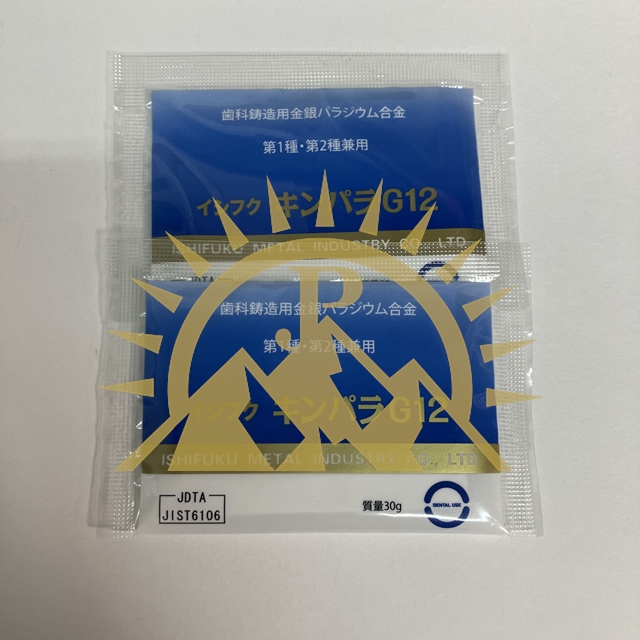 歯科鋳造用金銀パラジウム合金
第1種・第2種兼用
インフク キンパラG12
ISHIFUKU METAL INDUSTRY CO., LTD.
JDTA
歯科鋳造用金銀パラジウム合金
第1種・第2種兼用
インフク キンパラG12
ISHIFUKU METAL INDUSTRY CO., LTD
JDTA
JIST6106
質量30g
DENTAL USE